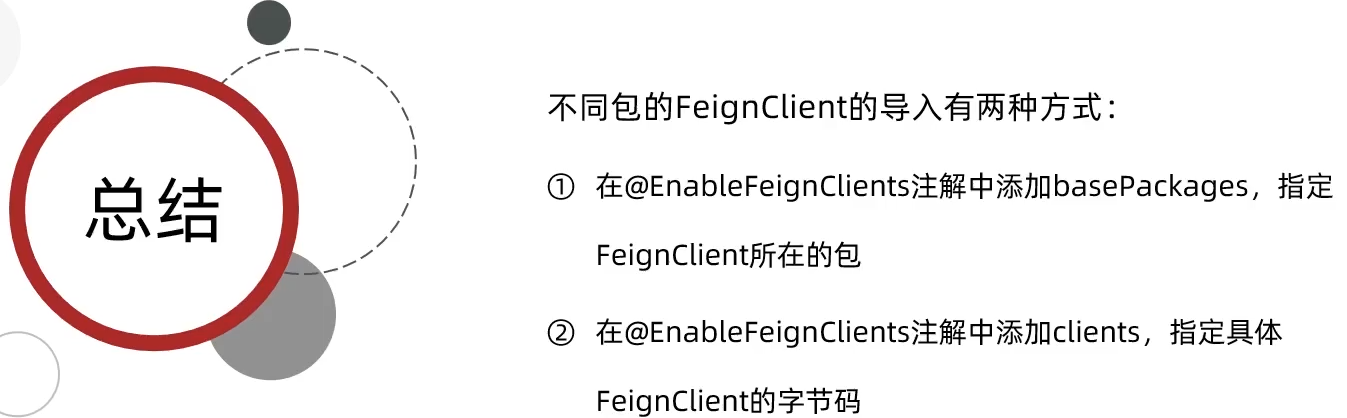 总结
不同包的FeignClient的导入有两种方式：
① 在@EnableFeignClients注解中添加basePackages，指定
FeignClient所在的包
② 在@EnableFeignClients注解中添加clients，指定具体
FeignClient的字节码